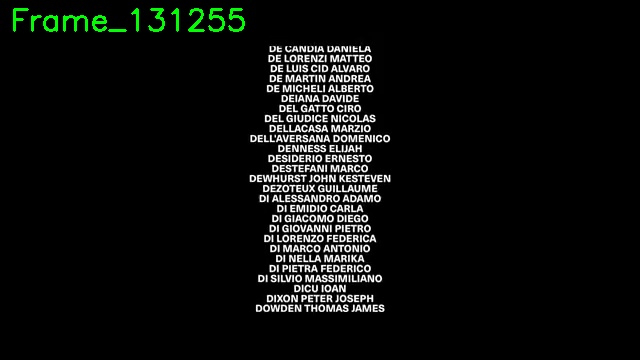 Frame_131255
DE CANDIA DANIELA
DE LORENZI MATTEO
DE LUIS CID ALVARO
DE MARTIN ANDREA
DE MICHELI ALBERTO
DEIANA DAVIDE
DEL GATTO CIRO
DEL GIUDICE NICOLAS
DELLACASA MARZIO
DELL'AVERSANA DOMENICO
DENNESS ELIJAH
DESIDERIO ERNESTO
DESTEFANI MARCO
DEWHURST JOHN KESTEVEN
DEZOTEUX GUILLAUME
DI ALESSANDRO ADAMO
DI EMIDIO CARLA
DI GIACOMO DIEGO
DI GIOVANNI PIETRO
DI LORENZO FEDERICA
DI MARCO ANTONIO
DI NELLA MARIKA
DI PIETRA FEDERICO
DI SILVIO MASSIMILIANO
DICU IOAN
DIXON PETER JOSEPH
DOWDEN THOMAS JAMES